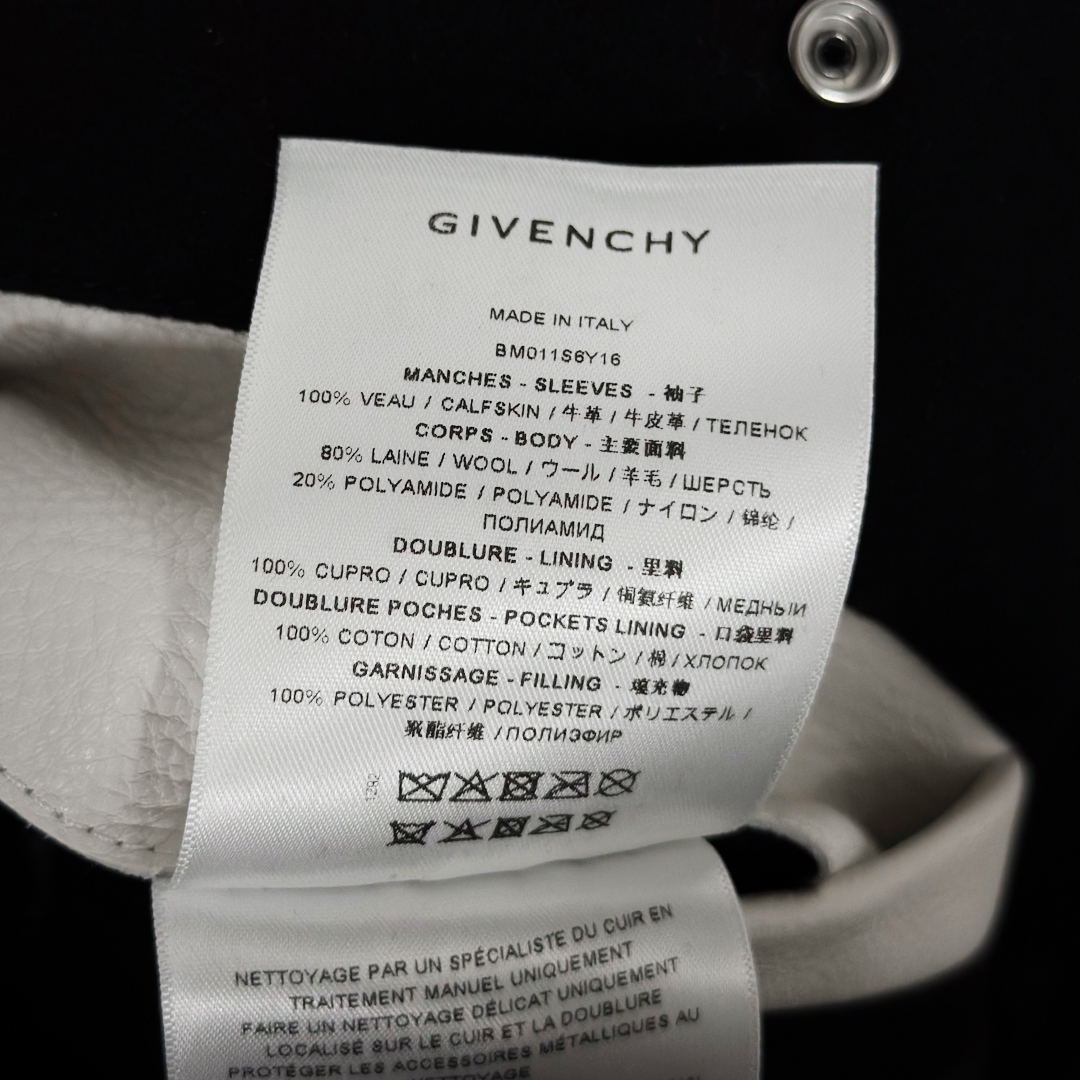 GIVENCHY
MADE IN ITALY
BM011S6Y16
MANCHES - SLEEVES - 袖子
100% VEAU / CALFSKIN / 牛革 / 牛皮革 / ТЕЛЕНОК
CORPS - BODY - 主要面料
80% LAINE / WOOL / ウール / 羊毛 / ШЕРСТЬ
20% POLYAMIDE / POLYAMIDE / ナイロン / 锦纶 /
ПОЛИАМИД
DOUBLURE - LINING - 里料
100% CUPRO / CUPRO / キュプラ / 铜氨纤维 / МЕДНЫЙ
DOUBLURE POCHES - POCKETS LINING - 口袋里料
100% COTON / COTTON / コットン / 棉 / ХЛОПОК
GARNISSAGE - FILLING - 填充物
100% POLYESTER / POLYESTER / ポリエステル /
聚酯纤维 / ПОЛИЭФИР
1282
NETTOYAGE PAR UN SPÉCIALISTE DU CUIR EN
TRAITEMENT MANUEL UNIQUEMENT
FAIRE UN NETTOYAGE DÉLICAT UNIQUEMENT
LOCALISÉ SUR LE CUIR ET LA DOUBLURE
PROTÉGER LES ACCESSOIRES MÉTALLIQUES AU
NETTOYAGE